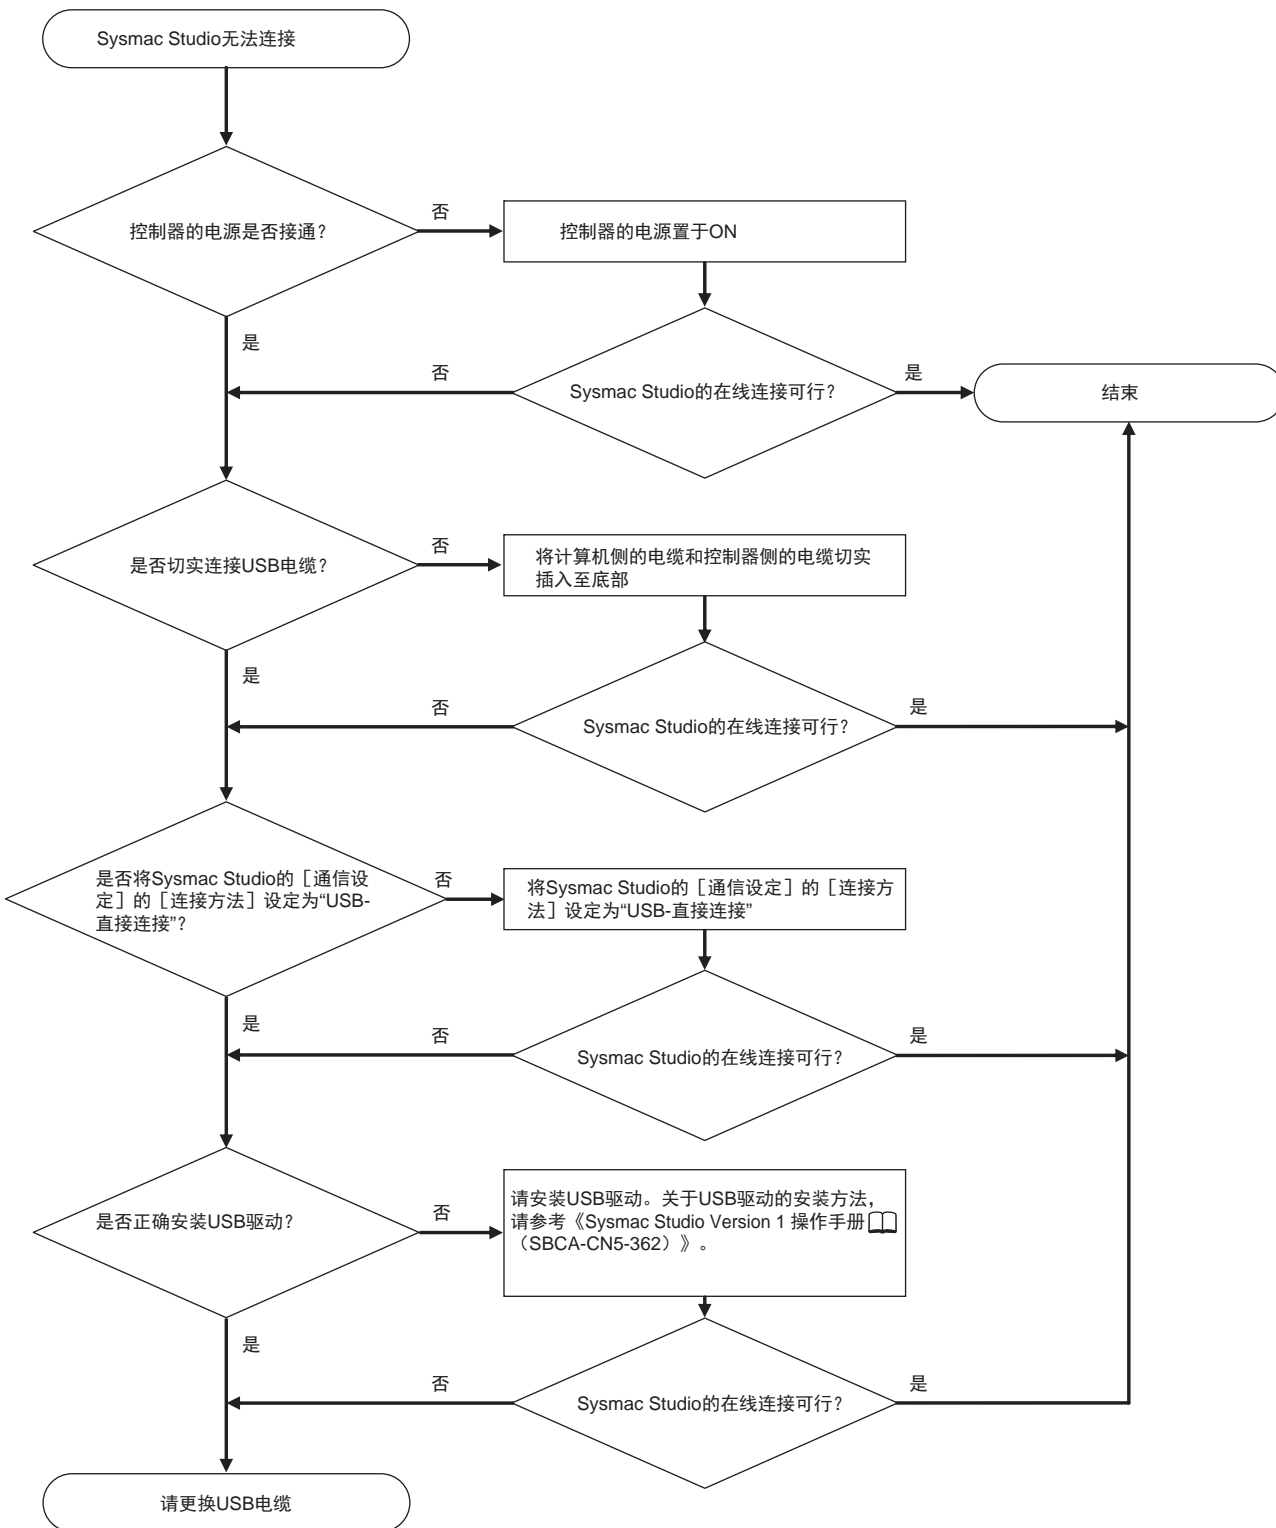 Sysmac Studio无法连接
控制器的电源是否接通？
否
控制器的电源置于ON
是
否
Sysmac Studio的在线连接可行？
是
结束
是否切实连接USB电缆？
否
将计算机侧的电缆和控制器侧的电缆切实
插入至底部
是
否
Sysmac Studio的在线连接可行？
是
是否将Sysmac Studio的［通信设
定］的［连接方法］设定为“USB-
直接连接”？
否
将Sysmac Studio的［通信设定］的［连接方
法］设定为“USB-直接连接”
是
否
Sysmac Studio的在线连接可行？
是
是否正确安装USB驱动？
否
请安装USB驱动。关于USB驱动的安装方法，
请参考《Sysmac Studio Version 1 操作手册
（SBCA-CN5-362）》。
是
否
Sysmac Studio的在线连接可行？
是
请更换USB电缆